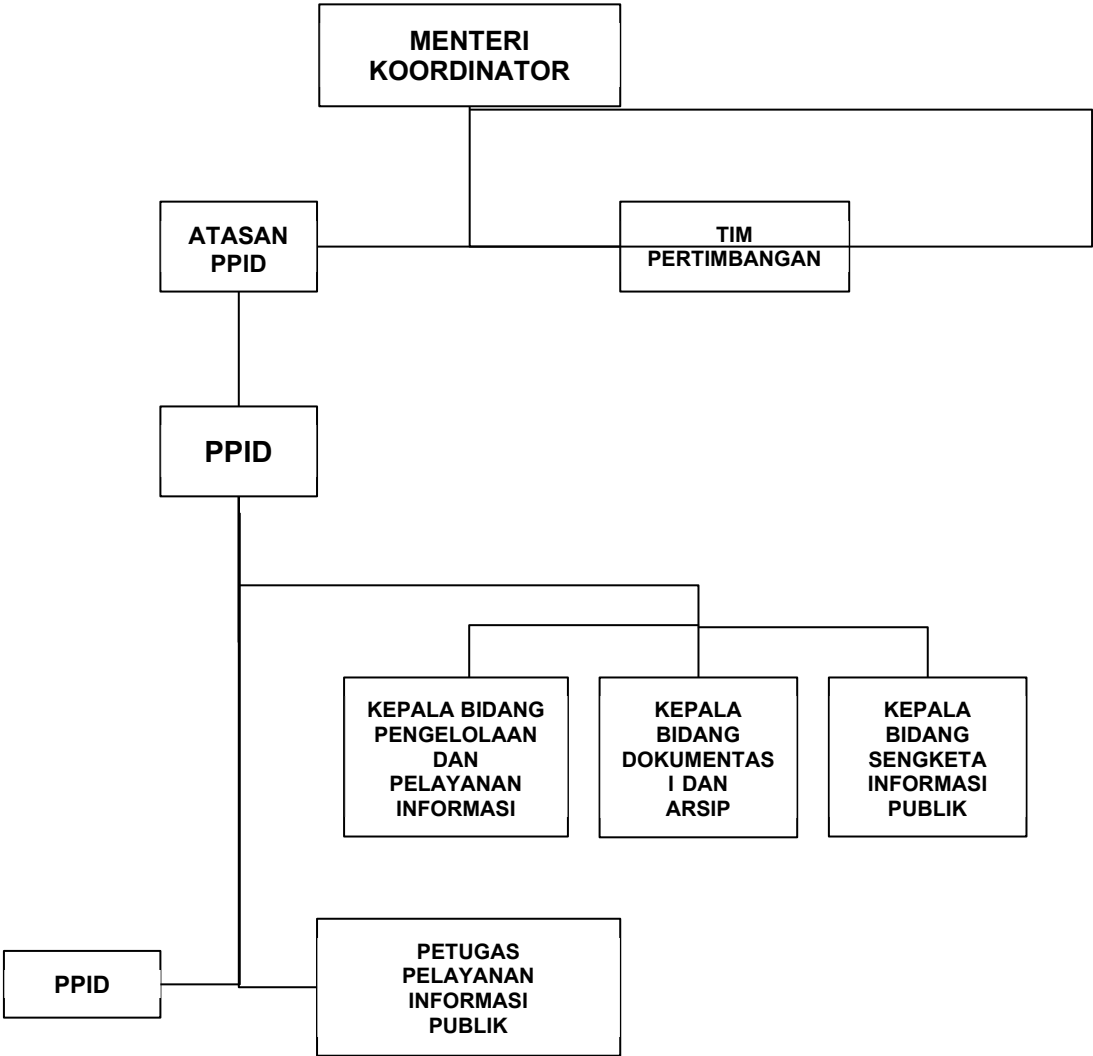 MENTERI
KOORDINATOR
ATASAN
PPID
TIM
PERTIMBANGAN
PPID
KEPALA BIDANG
PENGELOLAAN
DAN
PELAYANAN
INFORMASI
KEPALA
BIDANG
DOKUMENTAS
I DAN
ARSIP
KEPALA
BIDANG
SENGKETA
INFORMASI
PUBLIK
PPID
PETUGAS
PELAYANAN
INFORMASI
PUBLIK